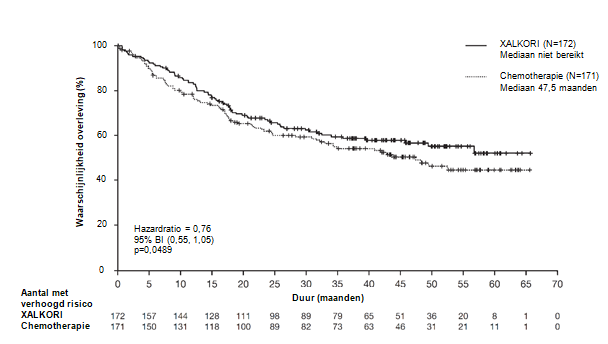 XALKORI (N=172)
Mediaan niet bereikt
Chemotherapie (N=171)
Mediaan 47,5 maanden
Waarschijnlijkheid overleving (%)
100
80
60
40
20
0
Hazardratio = 0,76
95% BI (0,55, 1,05)
p=0,0489
0 5 10 15 20 25 30 35 40 45 50 55 60 65 70
Duur (maanden)
Aantal met
verhoogd risico
XALKORI 172 157 144 128 111 98 89 79 65 51 36 20 8 1 0
Chemotherapie 171 150 131 118 100 89 82 73 63 46 31 21 11 1 0